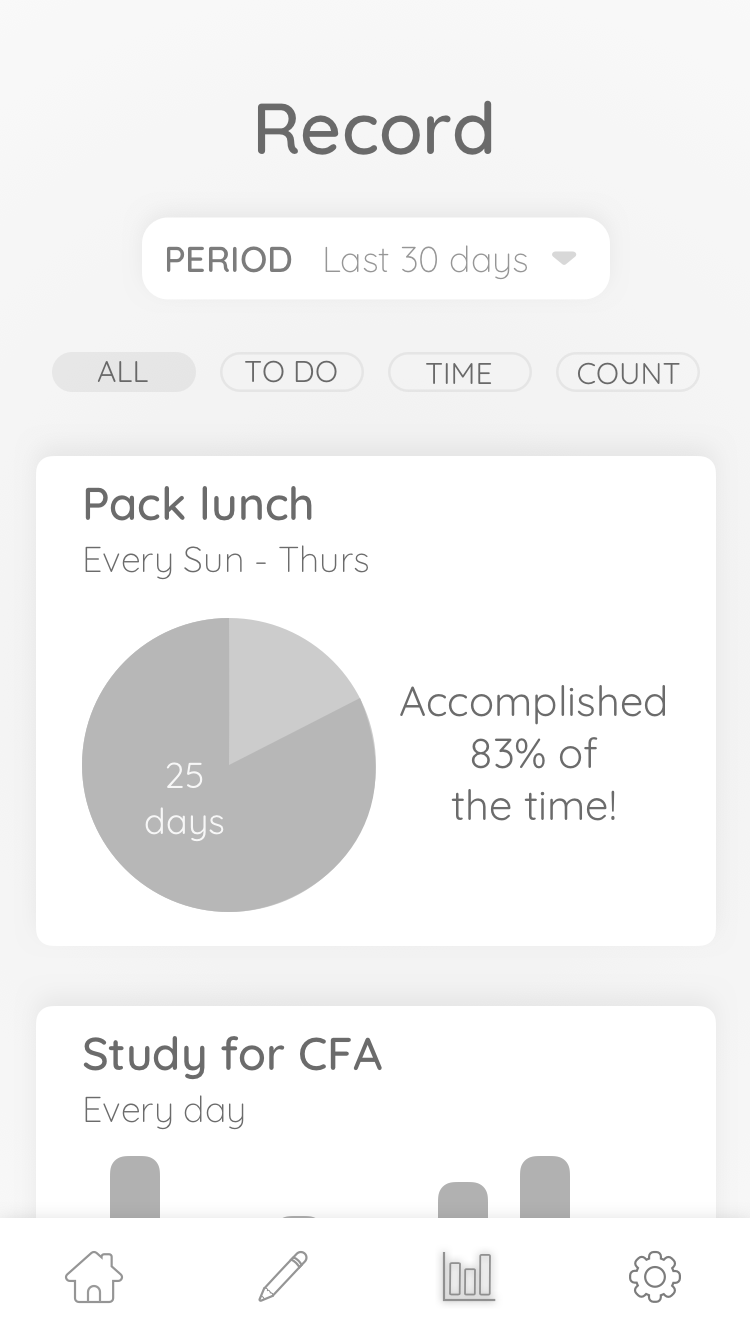 Record
PERIOD Last 30 days
ALL TO DO TIME COUNT
Pack lunch
Every Sun - Thurs
25
days
Accomplished
83% of
the time!
Study for CFA
Every day